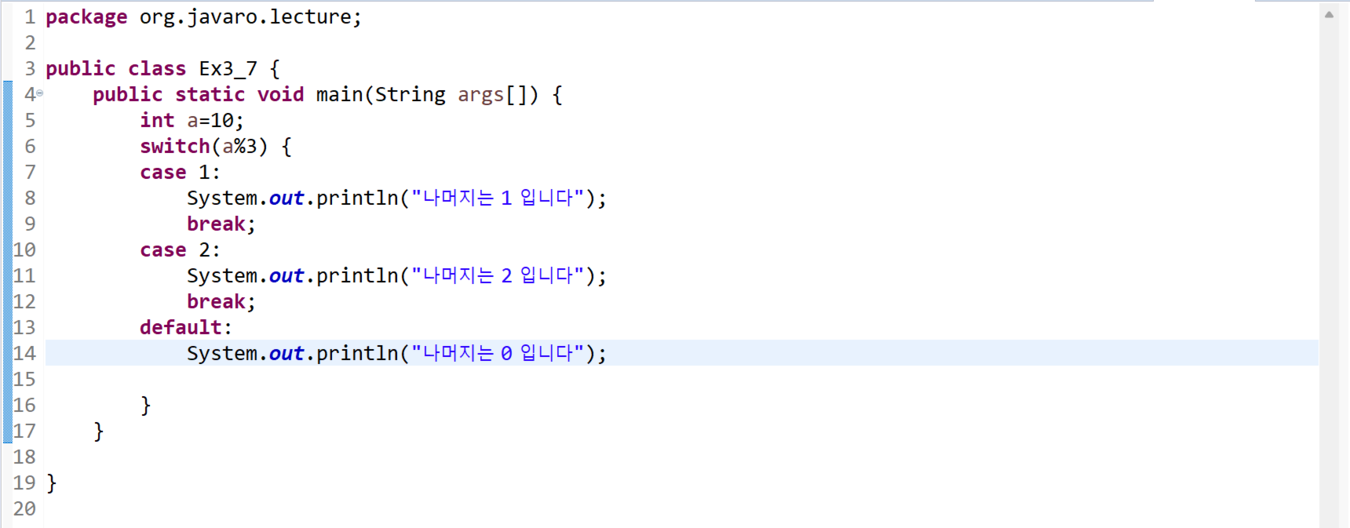 1 package org.javaro.lecture;
2
3 public class Ex3_7 {
4 public static void main(String args[]) {
5 int a=10;
6 switch(a%3) {
7 case 1:
8 System.out.println("나머지는 1 입니다");
9 break;
10 case 2:
11 System.out.println("나머지는 2 입니다");
12 break;
13 default:
14 System.out.println("나머지는 0 입니다");
15
16 }
17 }
18
19 }
20